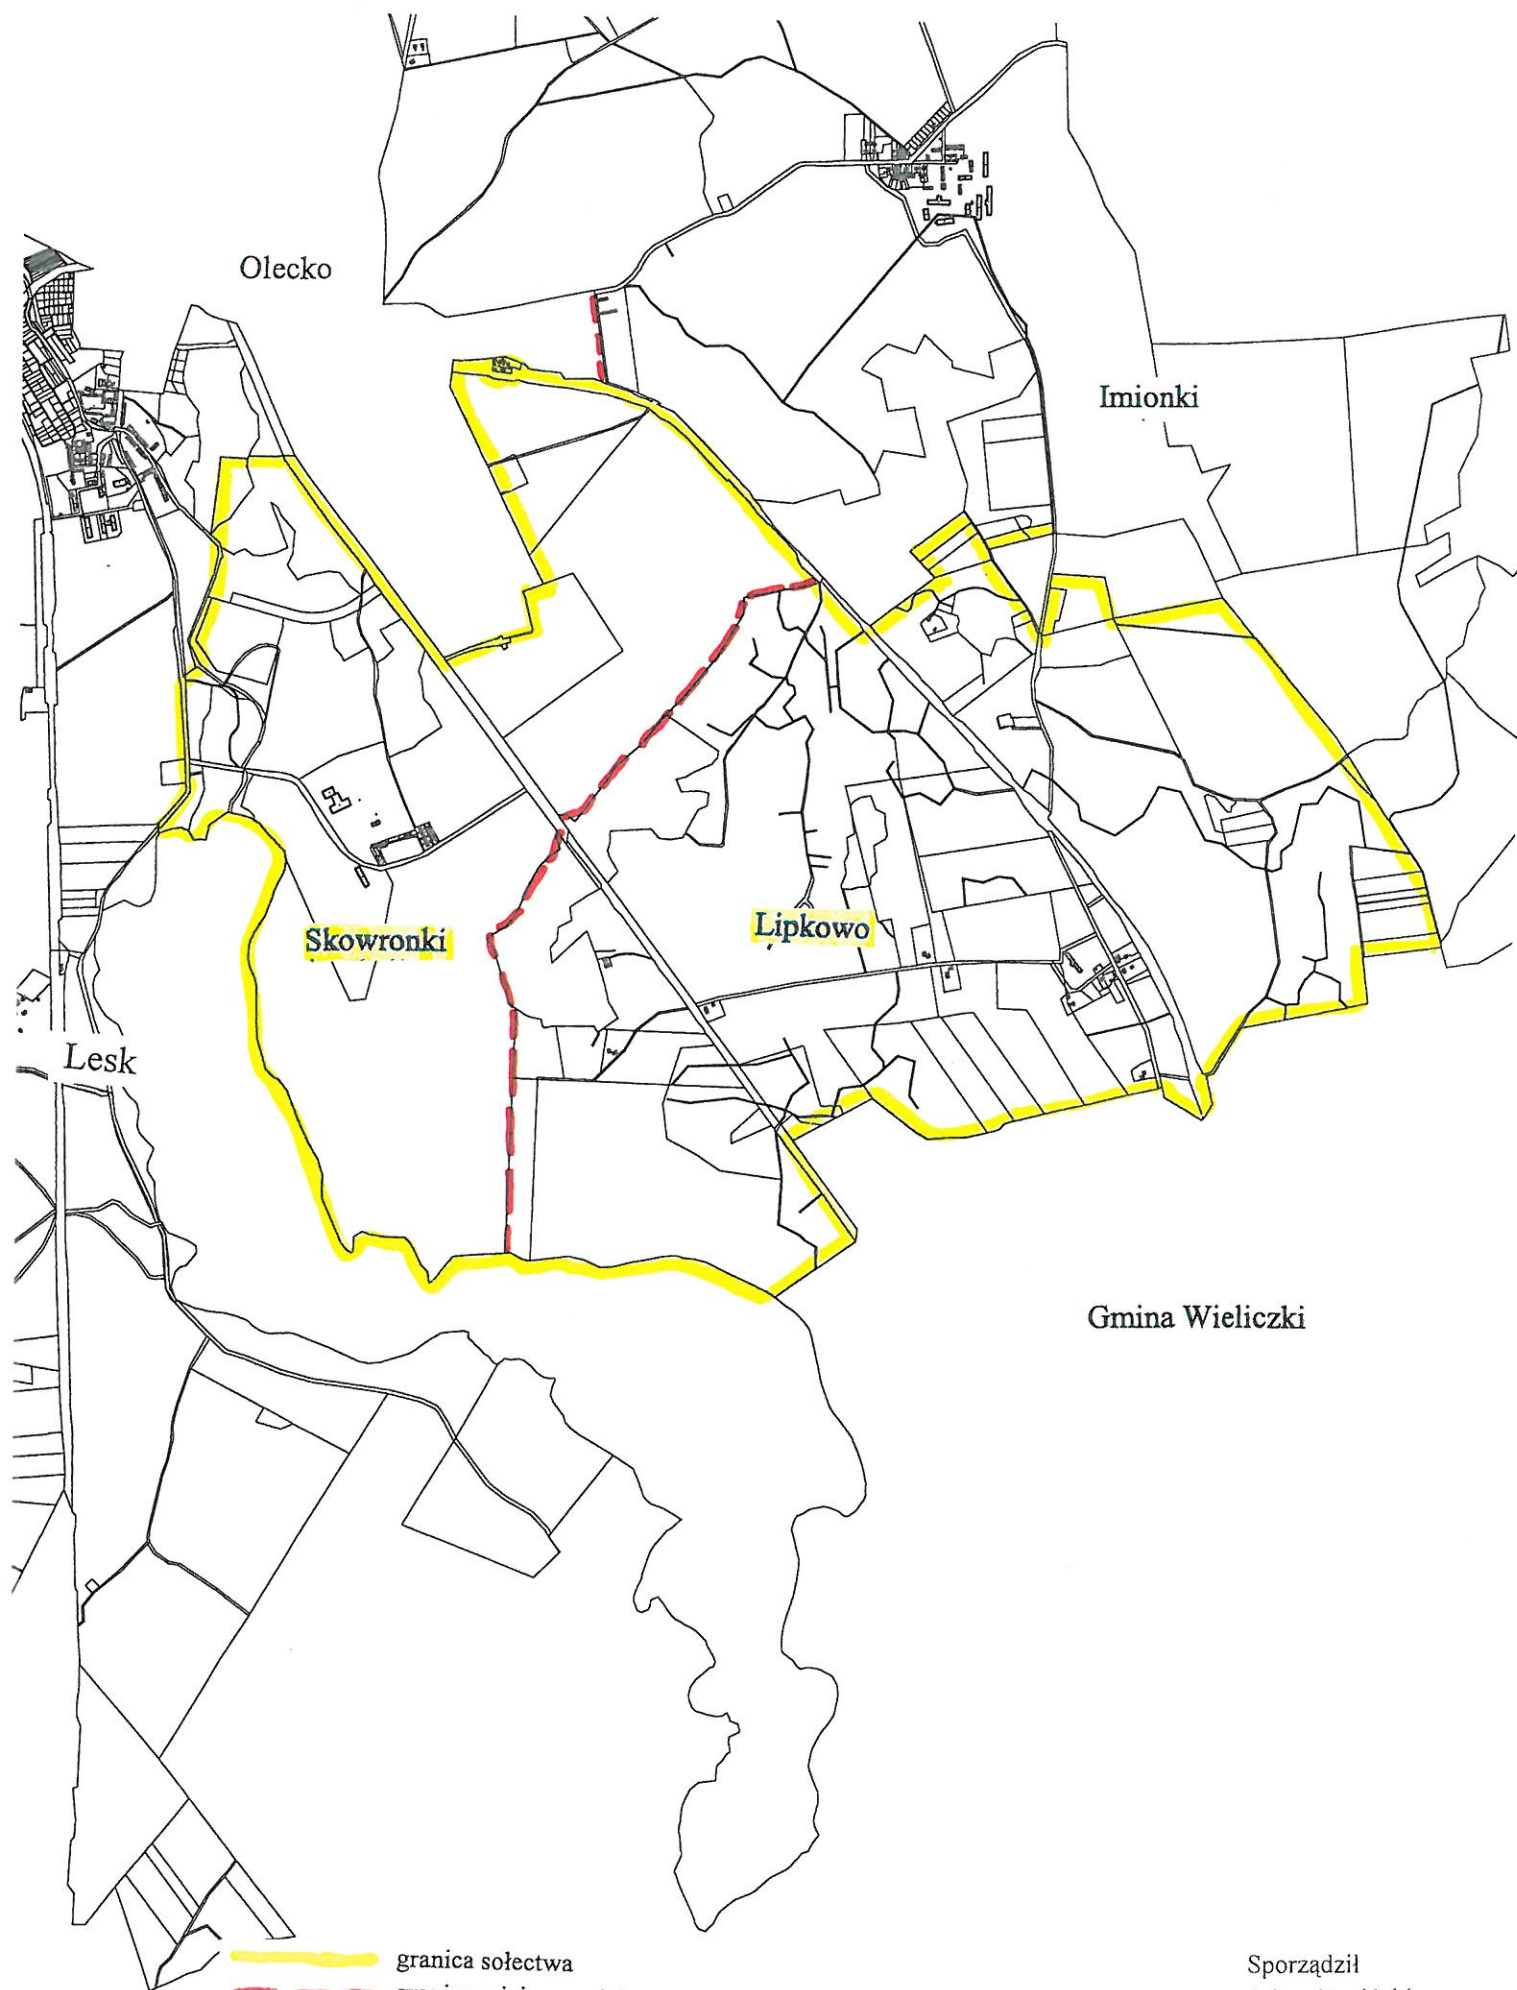 Olecko
Imionki
Skowronki
Lipkowo
Lesk
Gmina Wieliczki
granica sołectwa
Sporządził